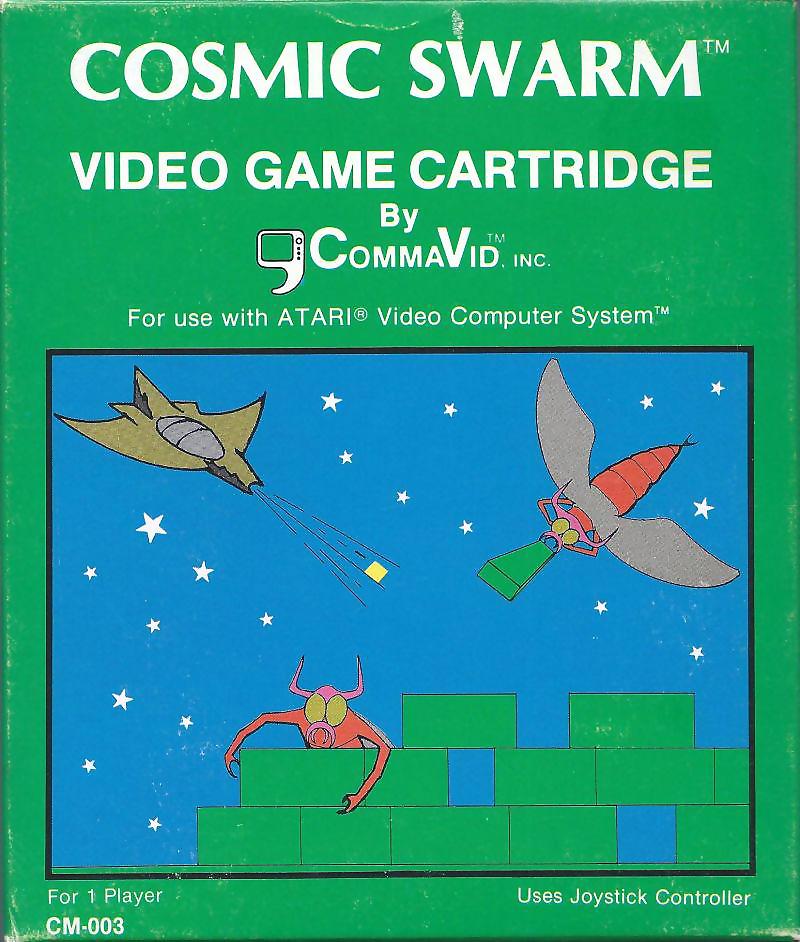 COSMIC SWARM™
VIDEO GAME CARTRIDGE
By
COMMAVID™, INC.
For use with ATARI® Video Computer System™
For 1 Player
Uses Joystick Controller
CM-003